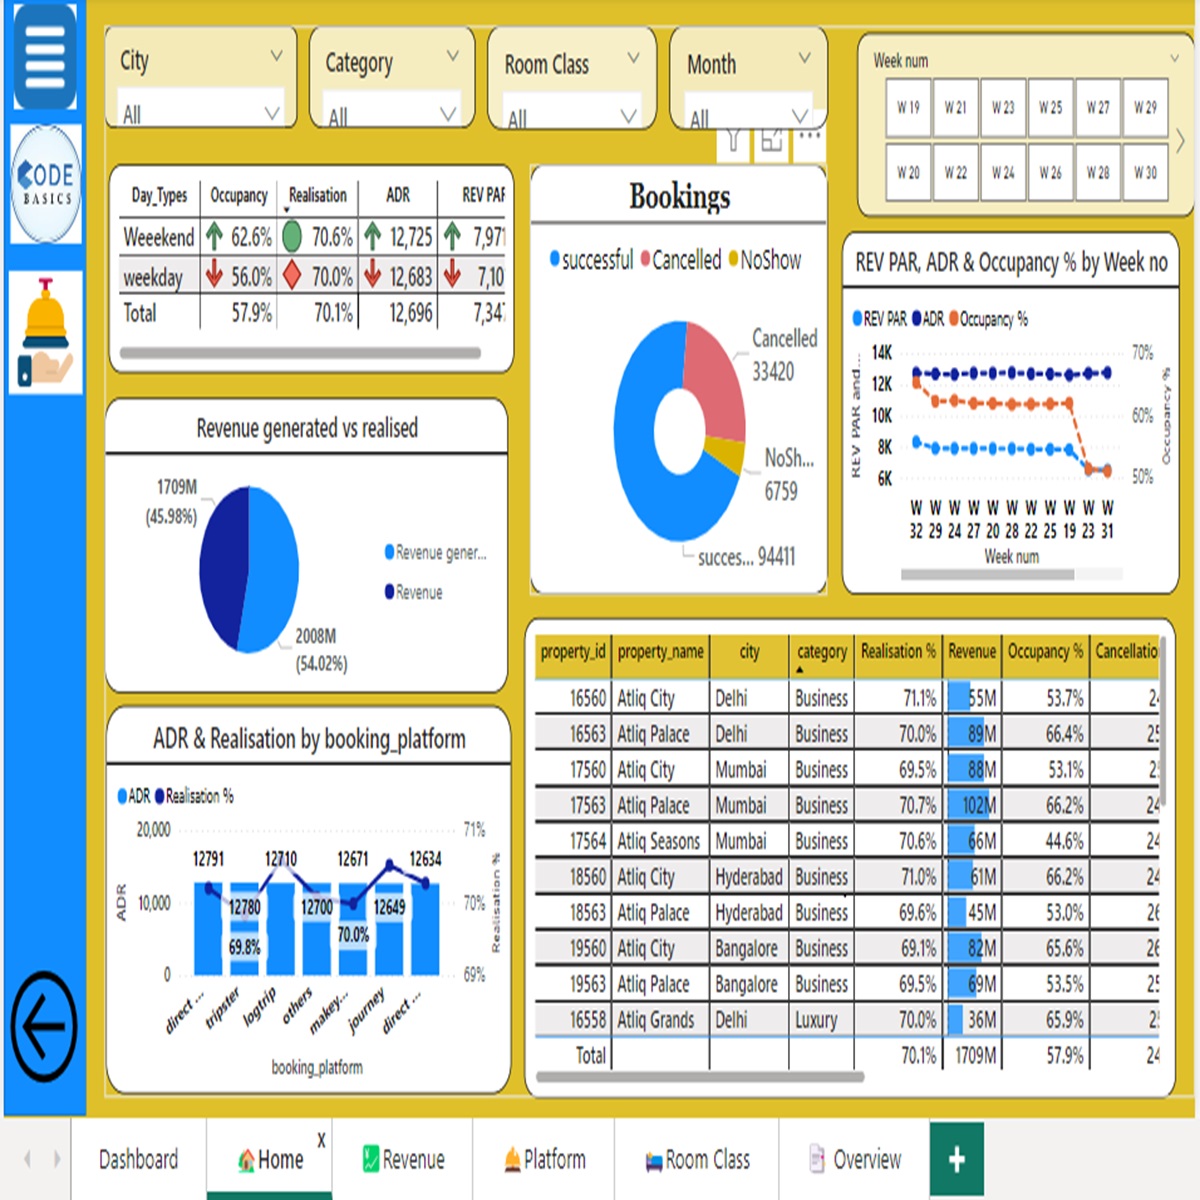 City
All
Category
All
Room Class
All
Month
All
Week num
W 19 W 21 W 23 W 25 W 27 W 29
W 20 W 22 W 24 W 26 W 28 W 30
CODE
BASICS
Day_Types Occupancy Realisation ADR REV PAR
Weeekend 62.6% 70.6% 12,725 7,971
weekday 56.0% 70.0% 12,683 7,10
Total 57.9% 70.1% 12,696 7,347
Bookings
successful Cancelled NoShow
Cancelled
33420
NoSh...
6759
succes... 94411
REV PAR, ADR & Occupancy % by Week no
REV PAR ADR Occupancy %
REV PAR and...
14K
12K
10K
8K
6K
70%
60%
50%
Occupancy %
W W W W W W W W W W W
32 29 24 27 20 28 22 25 19 23 31
Week num
Revenue generated vs realised
1709M
(45.98%)
Revenue gener...
Revenue
2008M
(54.02%)
ADR & Realisation by booking_platform
ADR Realisation %
ADR
20,000
10,000
0
71%
70%
69%
Realisation %
12791 12710 12671 12634
12780 12700 12649
69.8% 70.0%
direct ... tripster logtrip others makey... journey direct ...
booking_platform
property_id property_name city category Realisation % Revenue Occupancy % Cancellatio
16560 Atliq City Delhi Business 71.1% 55M 53.7% 24
16563 Atliq Palace Delhi Business 70.0% 89M 66.4% 25
17560 Atliq City Mumbai Business 69.5% 88M 53.1% 2
17563 Atliq Palace Mumbai Business 70.7% 102M 66.2% 24
17564 Atliq Seasons Mumbai Business 70.6% 66M 44.6% 24
18560 Atliq City Hyderabad Business 71.0% 61M 66.2% 24
18563 Atliq Palace Hyderabad Business 69.6% 45M 53.0% 26
19560 Atliq City Bangalore Business 69.1% 82M 65.6% 26
19563 Atliq Palace Bangalore Business 69.5% 69M 53.5% 25
16558 Atliq Grands Delhi Luxury 70.0% 36M 65.9% 2
Total 70.1% 1709M 57.9% 24
Dashboard Home x Revenue Platform Room Class Overview +